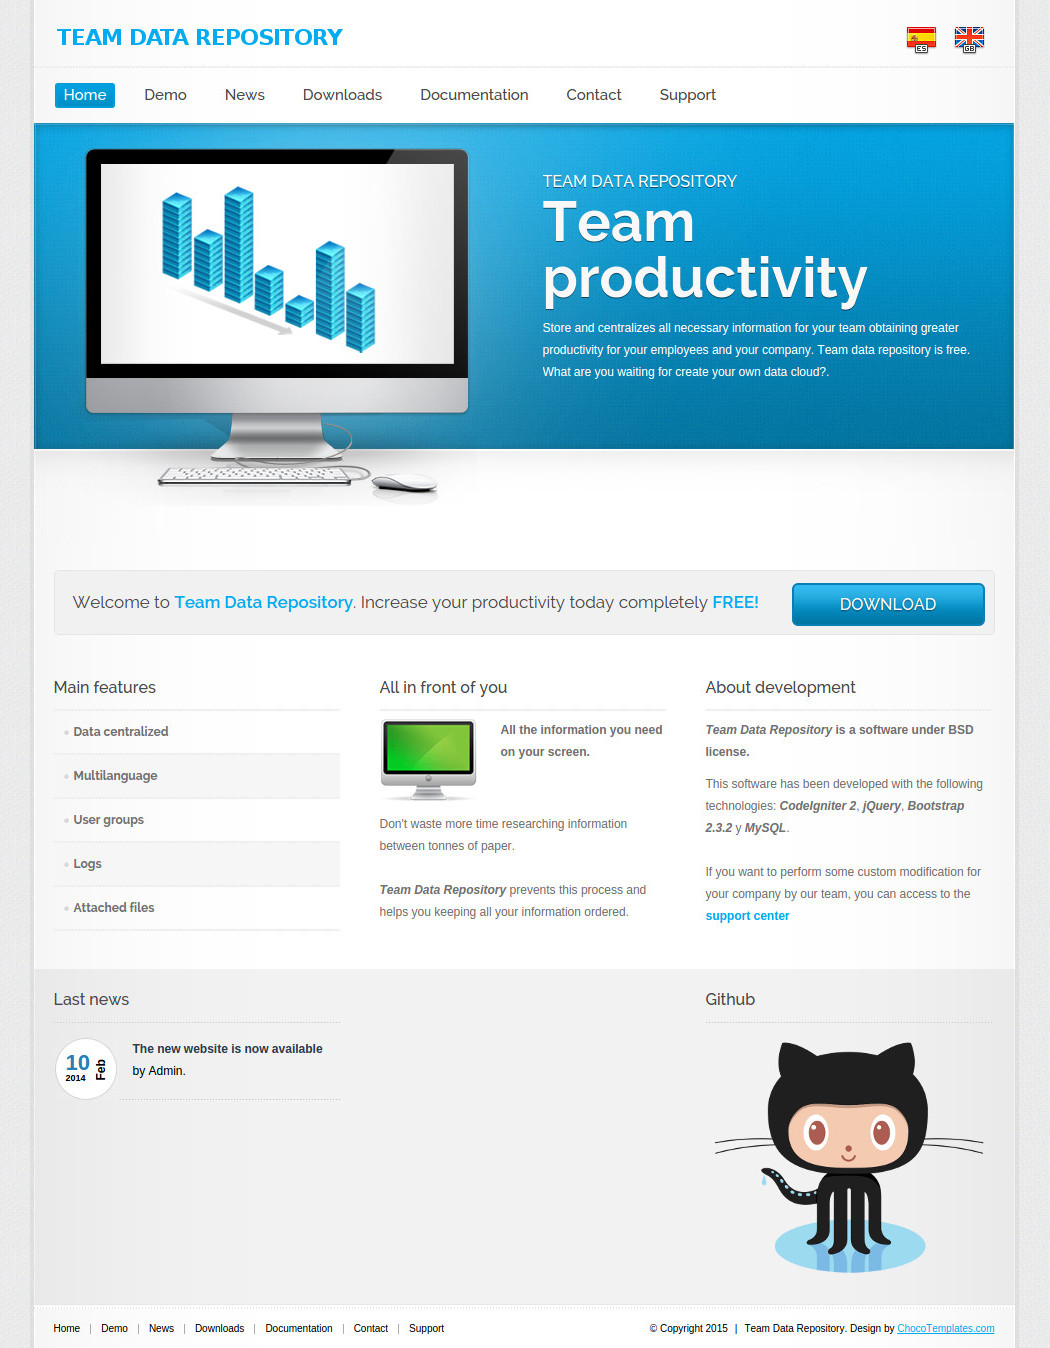 TEAM DATA REPOSITORY
ES
GB
Home Demo News Downloads Documentation Contact Support
TEAM DATA REPOSITORY
Team
productivity
Store and centralizes all necessary information for your team obtaining greater
productivity for your employees and your company. Team data repository is free.
What are you waiting for create your own data cloud?.
Welcome to Team Data Repository. Increase your productivity today completely FREE!
DOWNLOAD
Main features
Data centralized
Multilanguage
User groups
Logs
Attached files
All in front of you
All the information you need
on your screen.
Don't waste more time researching information
between tonnes of paper.
Team Data Repository prevents this process and
helps you keeping all your information ordered.
About development
Team Data Repository is a software under BSD
license.
This software has been developed with the following
technologies: CodeIgniter 2, jQuery, Bootstrap
2.3.2 y MySQL.
If you want to perform some custom modification for
your company by our team, you can access to the
support center
Last news
10
2014
Feb
The new website is now available
by Admin.
Github
Home | Demo | News | Downloads | Documentation | Contact | Support
© Copyright 2015 | Team Data Repository. Design by ChocoTemplates.com